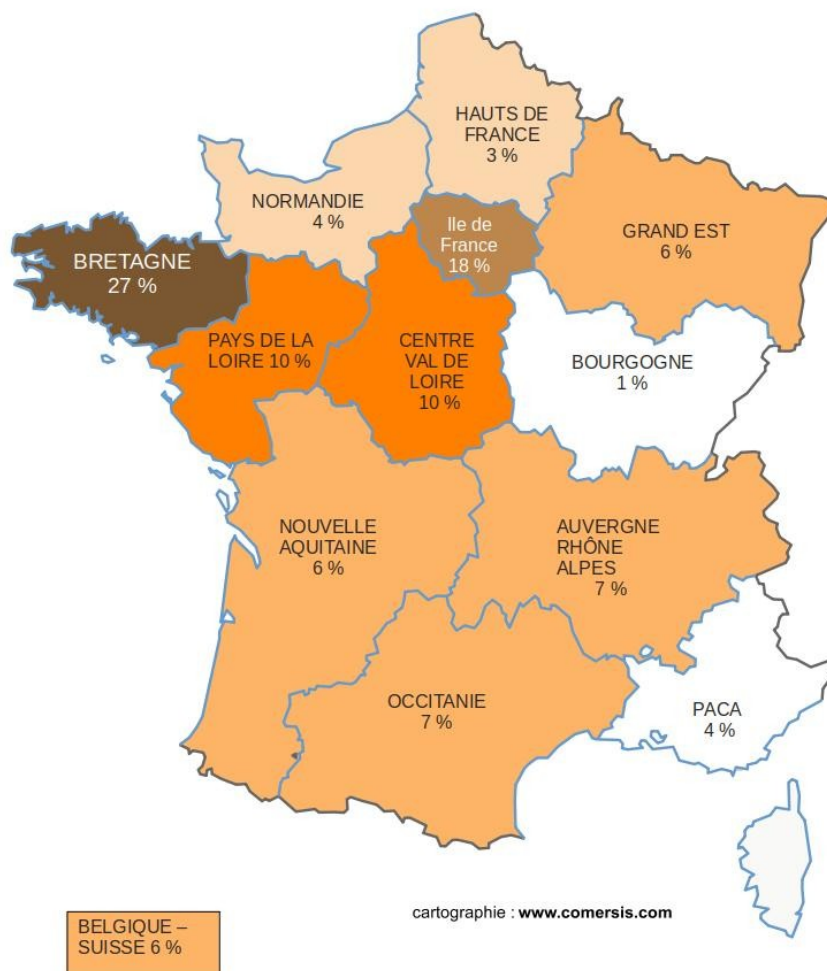 HAUTS DE
FRANCE
3 %
NORMANDIE
4 %
Ile de
France
18 %
GRAND EST
6 %
BRETAGNE
27 %
PAYS DE LA
LOIRE 10 %
CENTRE
VAL DE
LOIRE
10 %
BOURGOGNE
1 %
NOUVELLE
AQUITAINE
6 %
AUVERGNE
RHÔNE
ALPES
7 %
OCCITANIE
7 %
PACA
4 %
BELGIQUE –
SUISSE 6 %
cartographie : www.comersis.com